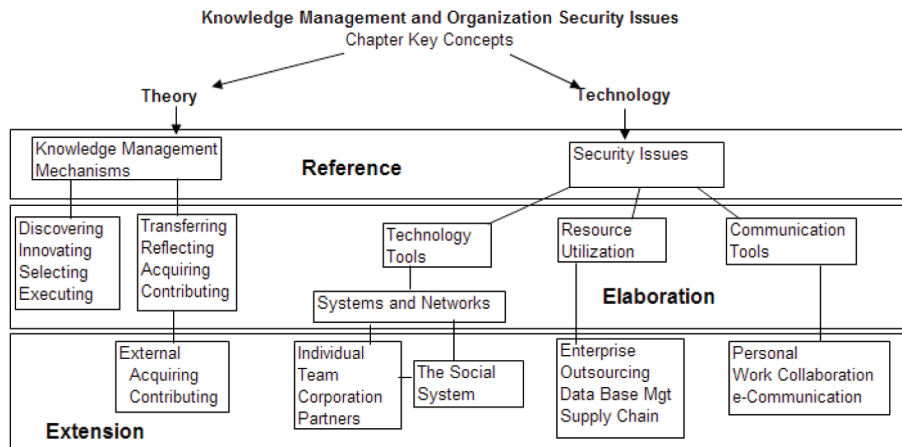 Knowledge Management and Organization Security Issues
Chapter Key Concepts
Theory
Technology
Knowledge Management
Mechanisms
Reference
Security Issues
Discovering
Innovating
Selecting
Executing
Transferring
Reflecting
Acquiring
Contributing
Technology
Tools
Resource
Utilization
Communication
Tools
Systems and Networks
Elaboration
External
Acquiring
Contributing
Individual
Team
Corporation
Partners
The Social
System
Enterprise
Outsourcing
Data Base Mgt
Supply Chain
Personal
Work Collaboration
e-Communication
Extension